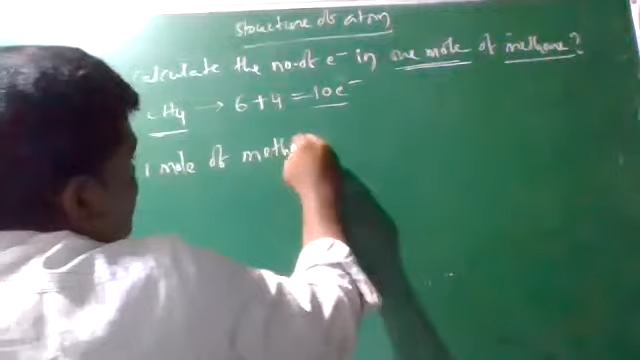 structure of atom
calculate the no. of e⁻ in one mole of methane?
CH4 → 6 + 4 = 10e⁻
1 mole of meth